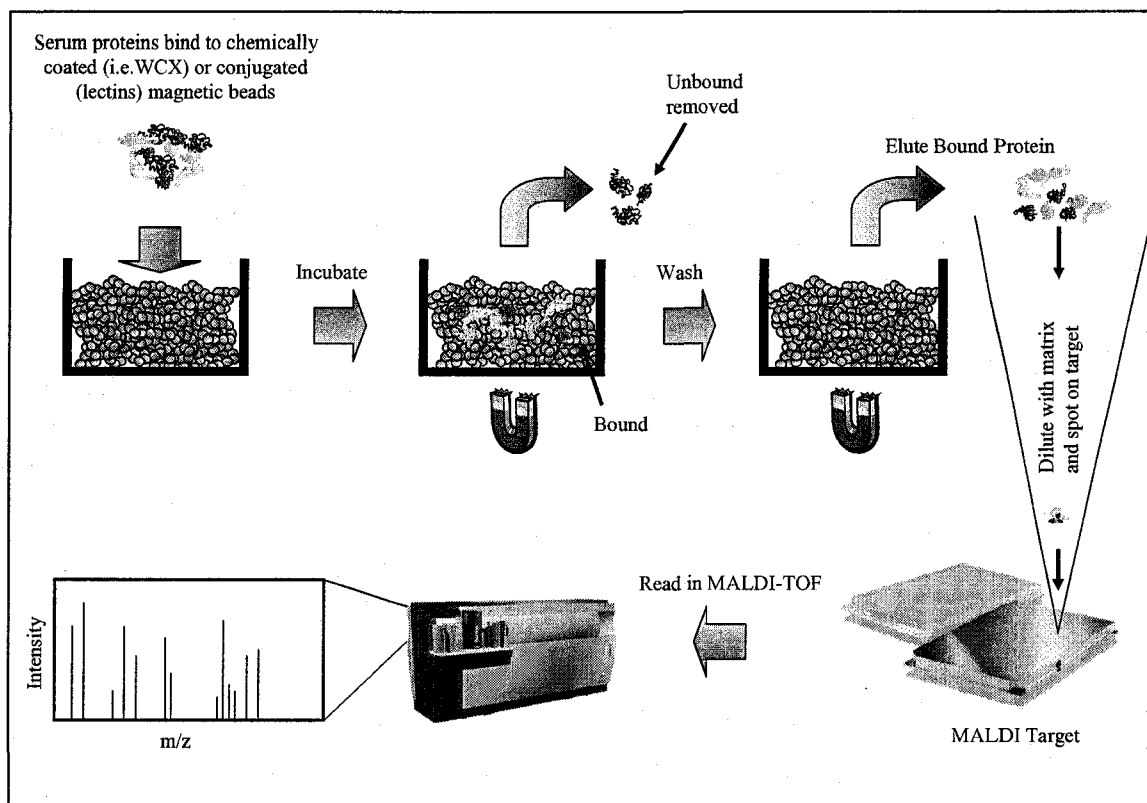 Serum proteins bind to chemically
coated (i.e.WCX) or conjugated
(lectins) magnetic beads
Unbound
removed
Elute Bound Protein
Incubate
Wash
Bound
Dilute with matrix
and spot on target
Read in MALDI-TOF
Intensity
m/z
MALDI Target